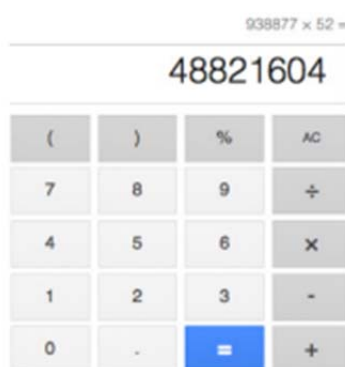 938877 × 52 =
48821604
( ) % AC
7 8 9 ÷
4 5 6 ×
1 2 3 -
0 . = +